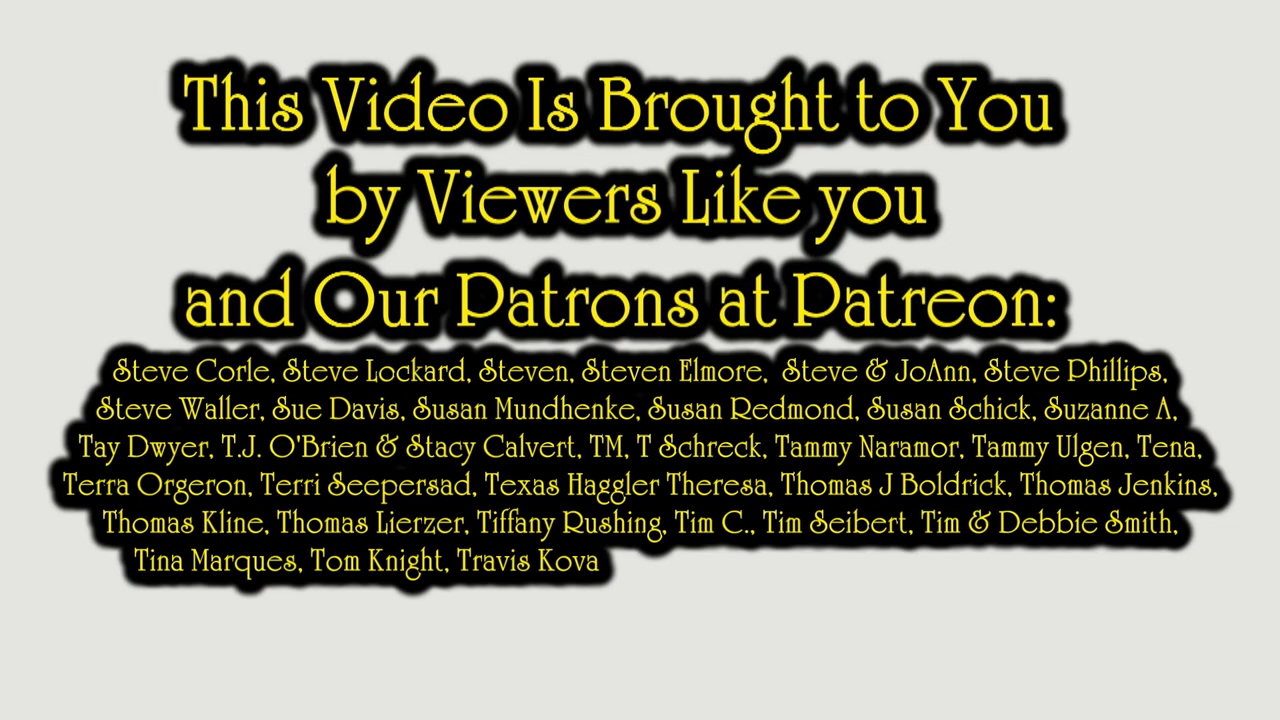 This Video Is Brought to You
by Viewers Like you
and Our Patrons at Patreon:
Steve Corle, Steve Lockard, Steven, Steven Elmore,  Steve & JoAnn, Steve Phillips,
Steve Waller, Sue Davis, Susan Mundhenke, Susan Redmond, Susan Schick, Suzanne A,
Tay Dwyer, T.J. O'Brien & Stacy Calvert, TM, T Schreck, Tammy Naramor, Tammy Ulgen, Tena,
Terra Orgeron, Terri Seepersad, Texas Haggler Theresa, Thomas J Boldrick, Thomas Jenkins,
Thomas Kline, Thomas Lierzer, Tiffany Rushing, Tim C., Tim Seibert, Tim & Debbie Smith,
Tina Marques, Tom Knight, Travis Kova